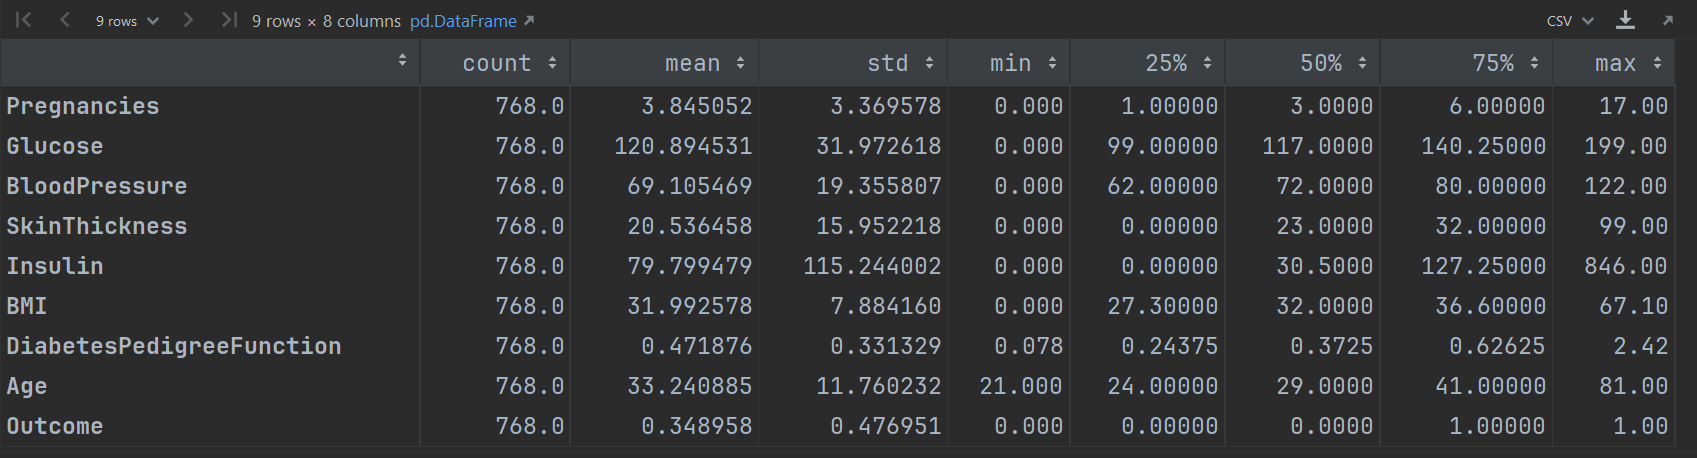 9 rows 9 rows × 8 columns pd.DataFrame CSV
count mean std min 25% 50% 75% max
Pregnancies 768.0 3.845052 3.369578 0.000 1.00000 3.0000 6.00000 17.00
Glucose 768.0 120.894531 31.972618 0.000 99.00000 117.0000 140.25000 199.00
BloodPressure 768.0 69.105469 19.355807 0.000 62.00000 72.0000 80.00000 122.00
SkinThickness 768.0 20.536458 15.952218 0.000 0.00000 23.0000 32.00000 99.00
Insulin 768.0 79.799479 115.244002 0.000 0.00000 30.5000 127.25000 846.00
BMI 768.0 31.992578 7.884160 0.000 27.30000 32.0000 36.60000 67.10
DiabetesPedigreeFunction 768.0 0.471876 0.331329 0.078 0.24375 0.3725 0.62625 2.42
Age 768.0 33.240885 11.760232 21.000 24.00000 29.0000 41.00000 81.00
Outcome 768.0 0.348958 0.476951 0.000 0.00000 0.0000 1.00000 1.00